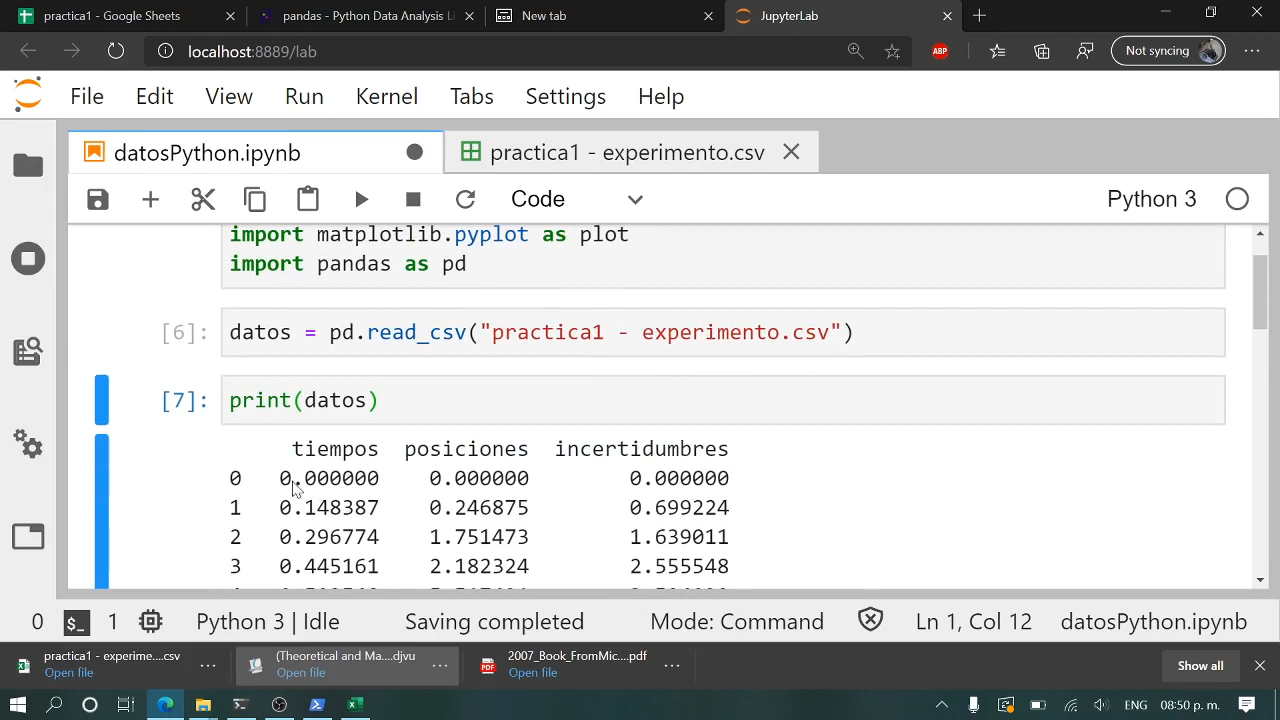 practica1 - Google Sheets
pandas - Python Data Analysis Li
New tab
JupyterLab
localhost:8889/lab
ABP
Not syncing
File Edit View Run Kernel Tabs Settings Help
datosPython.ipynb
practica1 - experimento.csv
Code
Python 3
import matplotlib.pyplot as plot
import pandas as pd
[6]: datos = pd.read_csv("practica1 - experimento.csv")
[7]: print(datos)
tiempos posiciones incertidumbres
0 0.000000 0.000000 0.000000
1 0.148387 0.246875 0.699224
2 0.296774 1.751473 1.639011
3 0.445161 2.182324 2.555548
0 $_ 1 Python 3 | Idle Saving completed Mode: Command Ln 1, Col 12 datosPython.ipynb
practica1 - experime....csv
Open file
(Theoretical and Ma....djvu
Open file
2007_Book_FromMic....pdf
Open file
Show all
ENG 08:50 p. m.